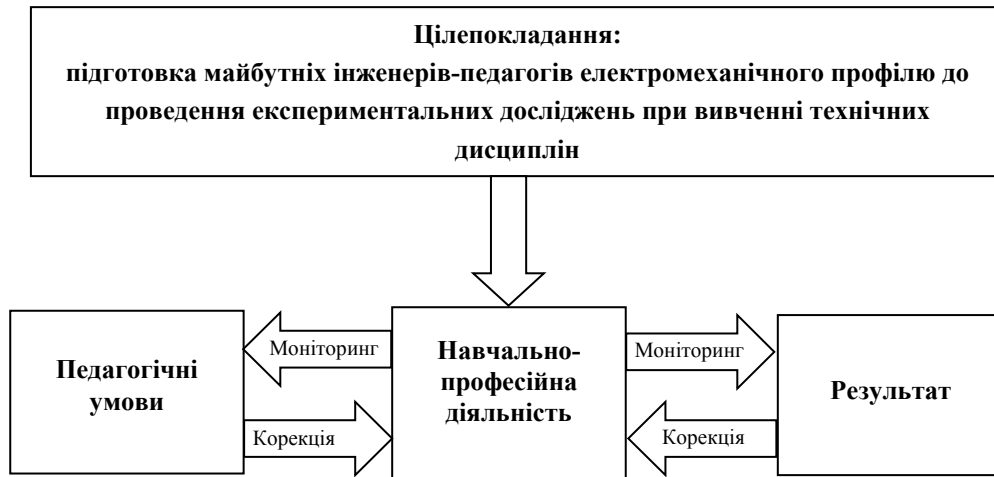 Цілепокладання:
підготовка майбутніх інженерів-педагогів електромеханічного профілю до
проведення експериментальних досліджень при вивченні технічних
дисциплін
Педагогічні
умови
Моніторинг
Корекція
Навчально-
професійна
діяльність
Моніторинг
Корекція
Результат